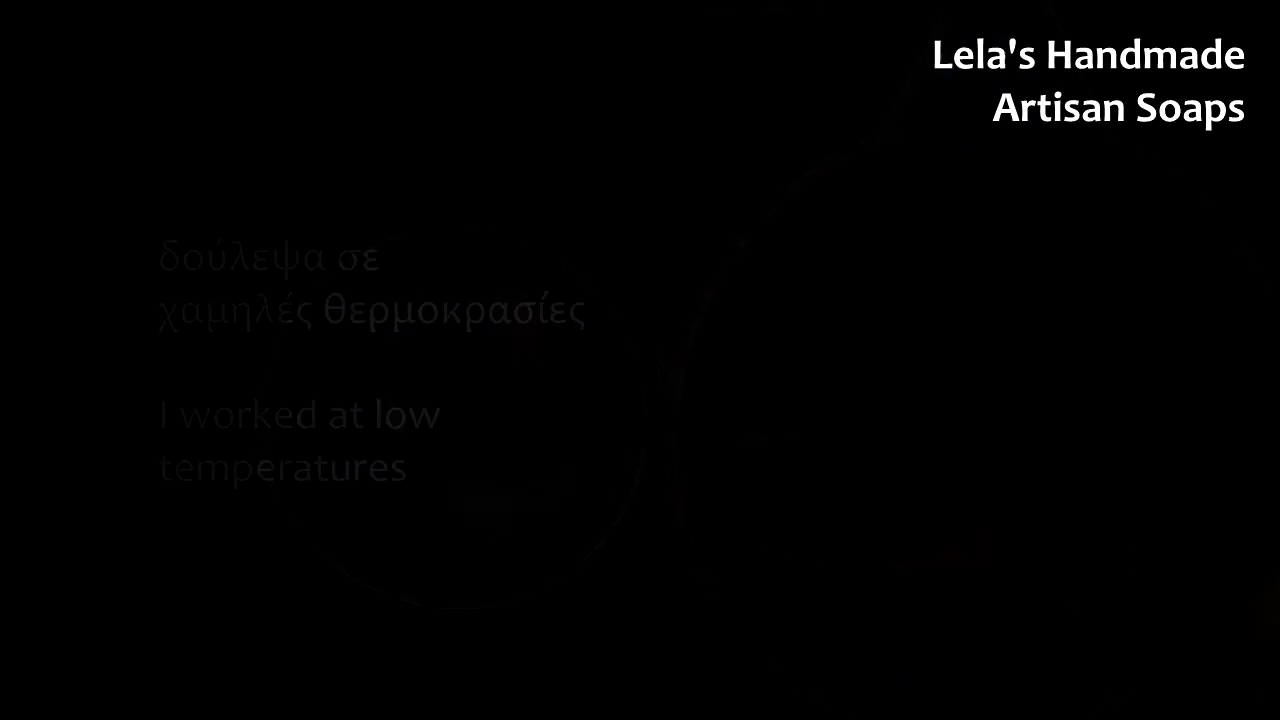 Lela's Handmade
Artisan Soaps
δούλεψα σε
χαμηλές θερμοκρασίες
I worked at low
temperatures